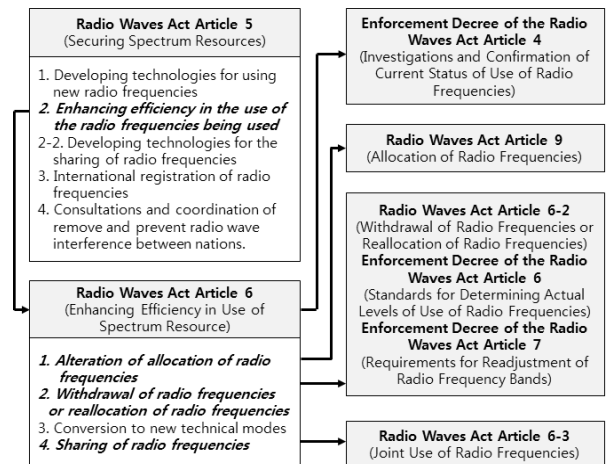 Radio Waves Act Article 5
(Securing Spectrum Resources)
1. Developing technologies for using
new radio frequencies
2. Enhancing efficiency in the use of
the radio frequencies being used
2-2. Developing technologies for the
sharing of radio frequencies
3. International registration of radio
frequencies
4. Consultations and coordination of
remove and prevent radio wave
interference between nations.
Radio Waves Act Article 6
(Enhancing Efficiency in Use of
Spectrum Resource)
1. Alteration of allocation of radio
frequencies
2. Withdrawal of radio frequencies
or reallocation of radio frequencies
3. Conversion to new technical modes
4. Sharing of radio frequencies
Enforcement Decree of the Radio
Waves Act Article 4
(Investigations and Confirmation of
Current Status of Use of Radio
Frequencies)
Radio Waves Act Article 9
(Allocation of Radio Frequencies)
Radio Waves Act Article 6-2
(Withdrawal of Radio Frequencies or
Reallocation of Radio Frequencies)
Enforcement Decree of the Radio
Waves Act Article 6
(Standards for Determining Actual
Levels of Use of Radio Frequencies)
Enforcement Decree of the Radio
Waves Act Article 7
(Requirements for Readjustment of
Radio Frequency Bands)
Radio Waves Act Article 6-3
(Joint Use of Radio Frequencies)